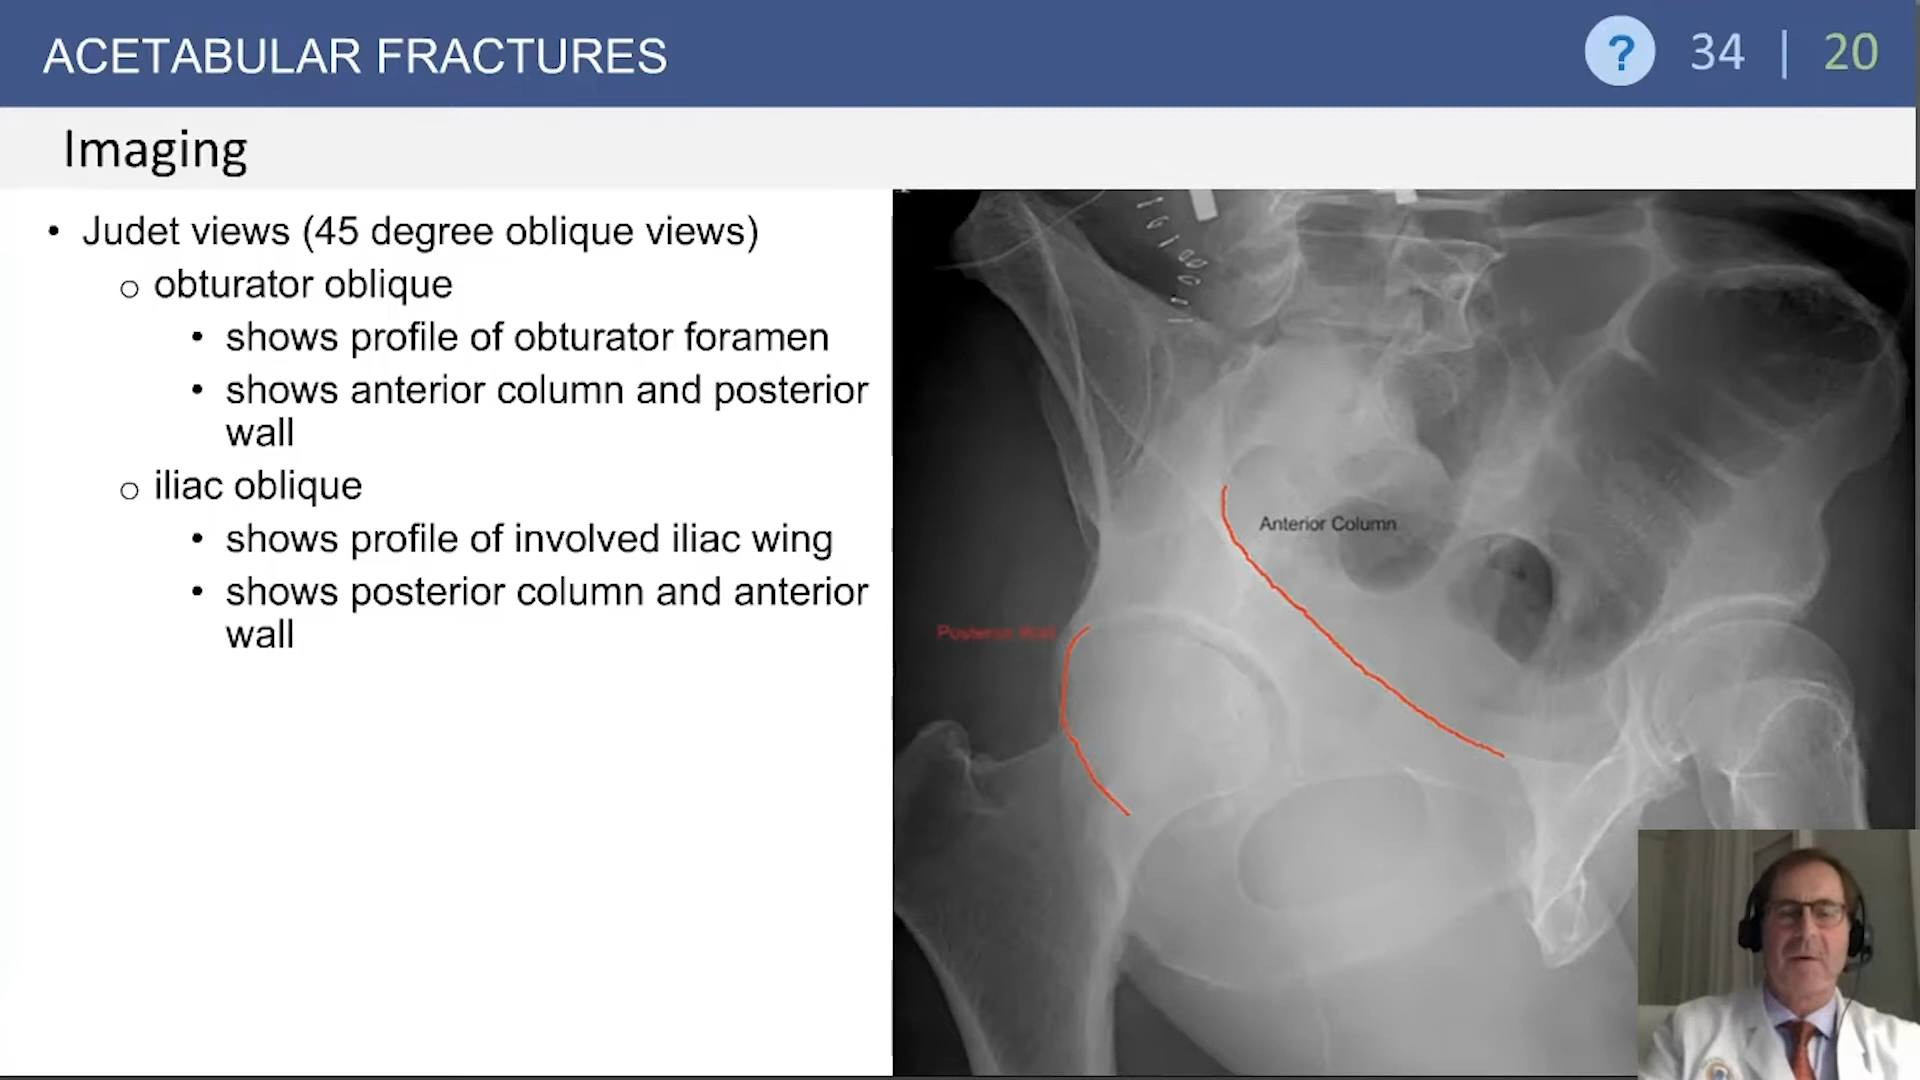 ACETABULAR FRACTURES
? 34 | 20
Imaging
• Judet views (45 degree oblique views)
o obturator oblique
• shows profile of obturator foramen
• shows anterior column and posterior
wall
o iliac oblique
• shows profile of involved iliac wing
• shows posterior column and anterior
wall
Anterior Column
Posterior Wall